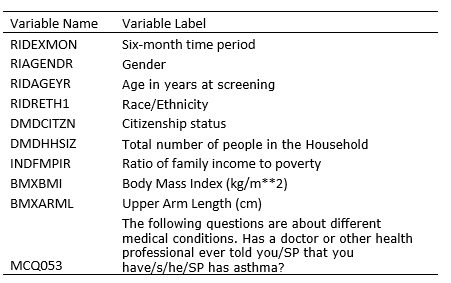 Variable Name Variable Label
RIDEXMON Six-month time period
RIAGENDR Gender
RIDAGEYR Age in years at screening
RIDRETH1 Race/Ethnicity
DMDCITZN Citizenship status
DMDHHSIZ Total number of people in the Household
INDFMPIR Ratio of family income to poverty
BMXBMI Body Mass Index (kg/m**2)
BMXARML Upper Arm Length (cm)
The following questions are about different
medical conditions. Has a doctor or other health
professional ever told you/SP that you
MCQ053 have/s/he/SP has asthma?